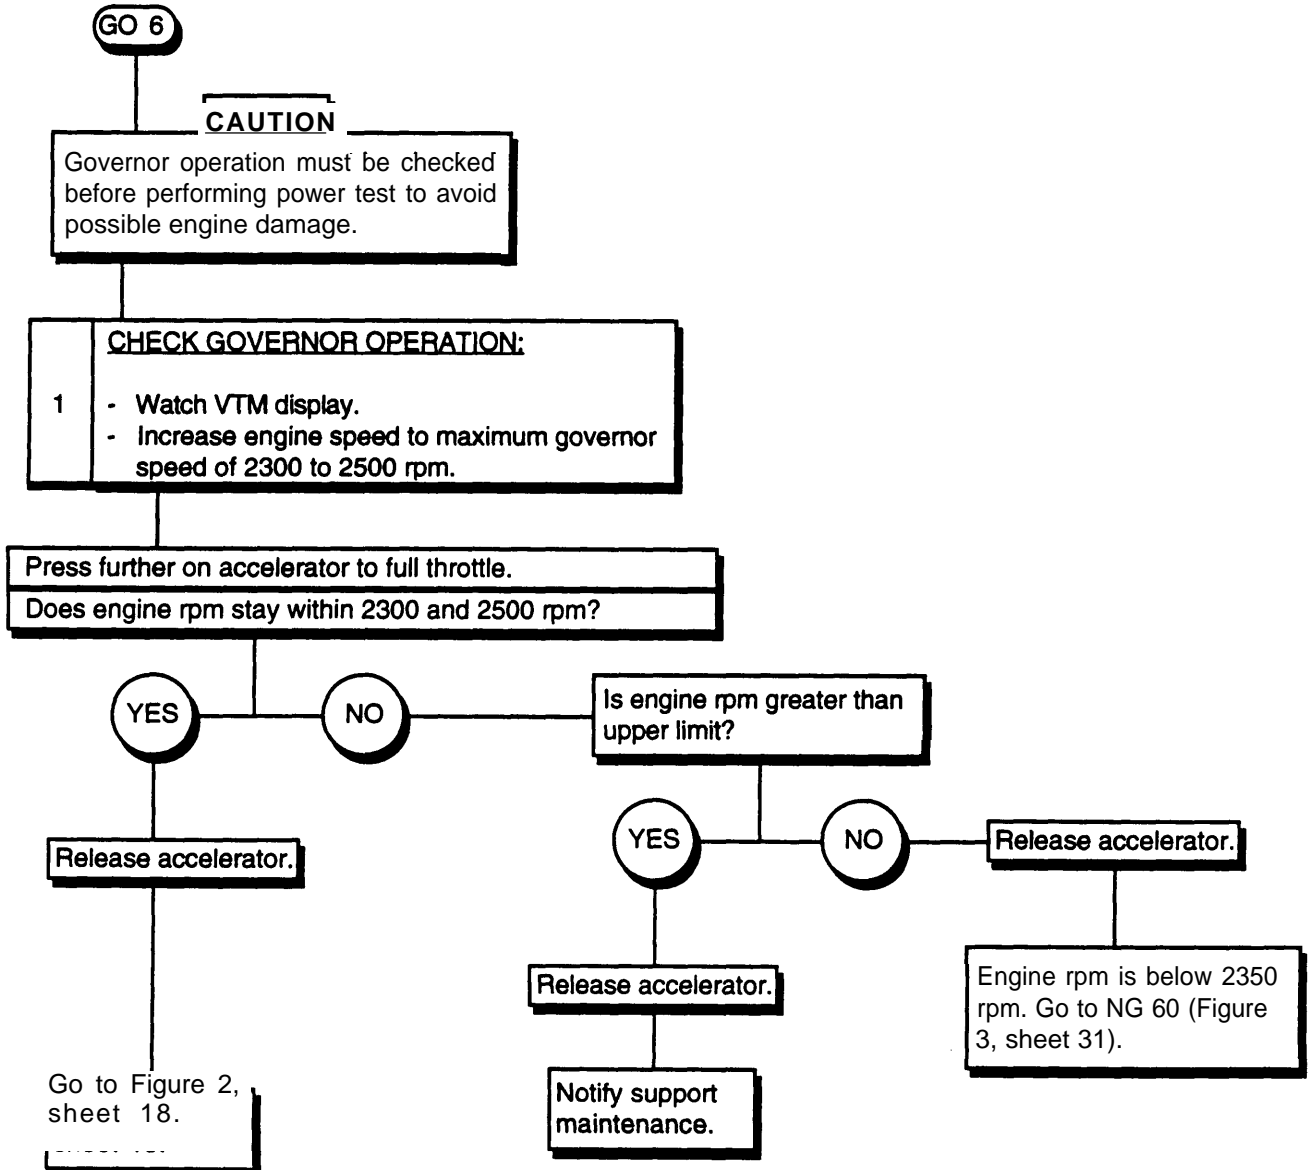 GO 6
CAUTION
Governor operation must be checked
before performing power test to avoid
possible engine damage.
CHECK GOVERNOR OPERATION:
1
- Watch VTM display.
- Increase engine speed to maximum governor
speed of 2300 to 2500 rpm.
Press further on accelerator to full throttle.
Does engine rpm stay within 2300 and 2500 rpm?
YES
NO
Is engine rpm greater than
upper limit?
Release accelerator.
Go to Figure 2,
sheet 18.
YES
NO
Release accelerator.
Notify support
maintenance.
Release accelerator.
Engine rpm is below 2350
rpm. Go to NG 60 (Figure
3, sheet 31).